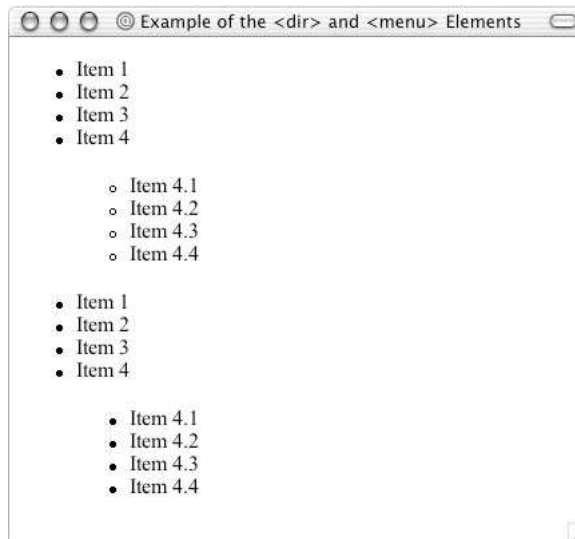 Example of the <dir> and <menu> Elements
Item 1
Item 2
Item 3
Item 4
Item 4.1
Item 4.2
Item 4.3
Item 4.4
Item 1
Item 2
Item 3
Item 4
Item 4.1
Item 4.2
Item 4.3
Item 4.4